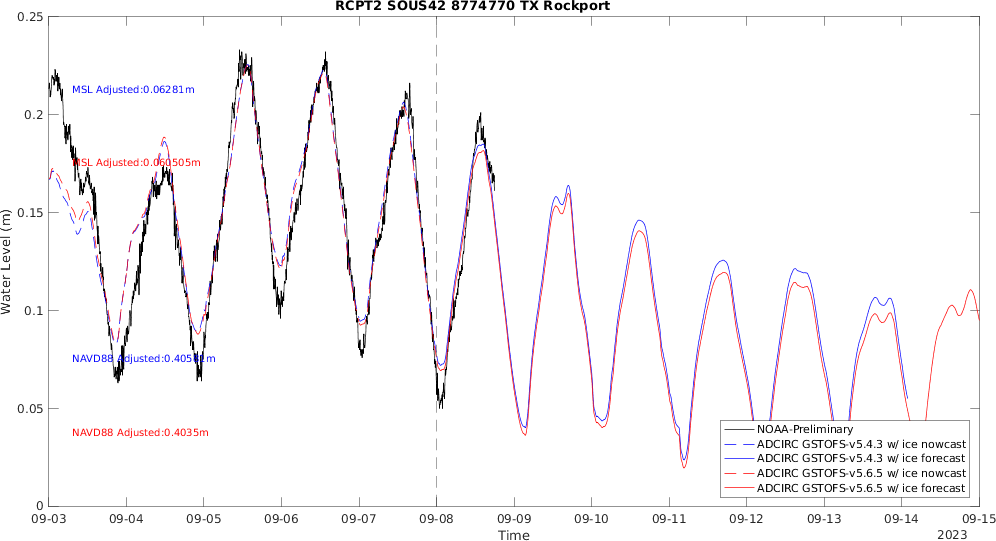 RCPT2 SOUS42 8774770 TX Rockport
0.25
0.2
0.15
0.1
0.05
0
Water Level (m)
MSL Adjusted:0.06281m
MSL Adjusted:0.060505m
NAVD88 Adjusted:
NAVD88 Adjusted:0.4035m
NOAA-Preliminary
ADCIRC GSTOFS-v5.4.3 w/ ice nowcast
ADCIRC GSTOFS-v5.4.3 w/ ice forecast
ADCIRC GSTOFS-v5.6.5 w/ ice nowcast
ADCIRC GSTOFS-v5.6.5 w/ ice forecast
09-03 09-04 09-05 09-06 09-07 09-08 09-09 09-10 09-11 09-12 09-13 09-14 09-15
Time
2023